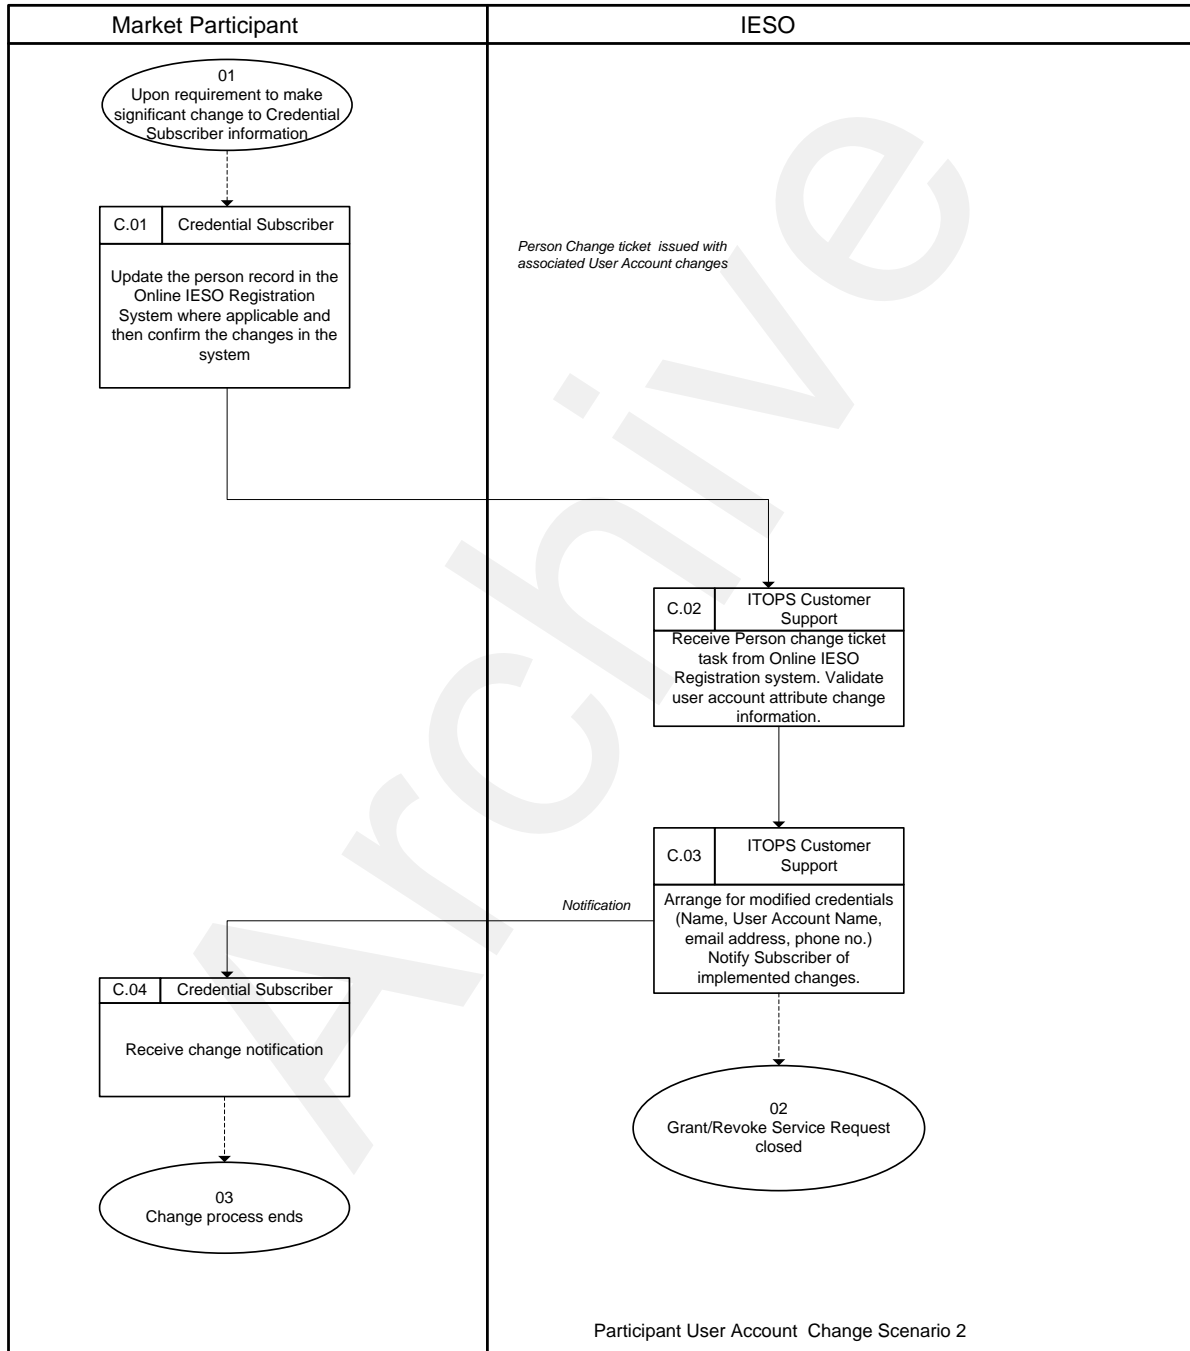 Market Participant
IESO
01
Upon requirement to make
significant change to Credential
Subscriber information
C.01
Credential Subscriber
Update the person record in the
Online IESO Registration
System where applicable and
then confirm the changes in the
system
Person Change ticket issued with
associated User Account changes
C.02
ITOPS Customer
Support
Receive Person change ticket
task from Online IESO
Registration system. Validate
user account attribute change
information.
C.03
ITOPS Customer
Support
Arrange for modified credentials
(Name, User Account Name,
email address, phone no.)
Notify Subscriber of
implemented changes.
Notification
C.04
Credential Subscriber
Receive change notification
02
Grant/Revoke Service Request
closed
03
Change process ends
Participant User Account Change Scenario 2
Archive